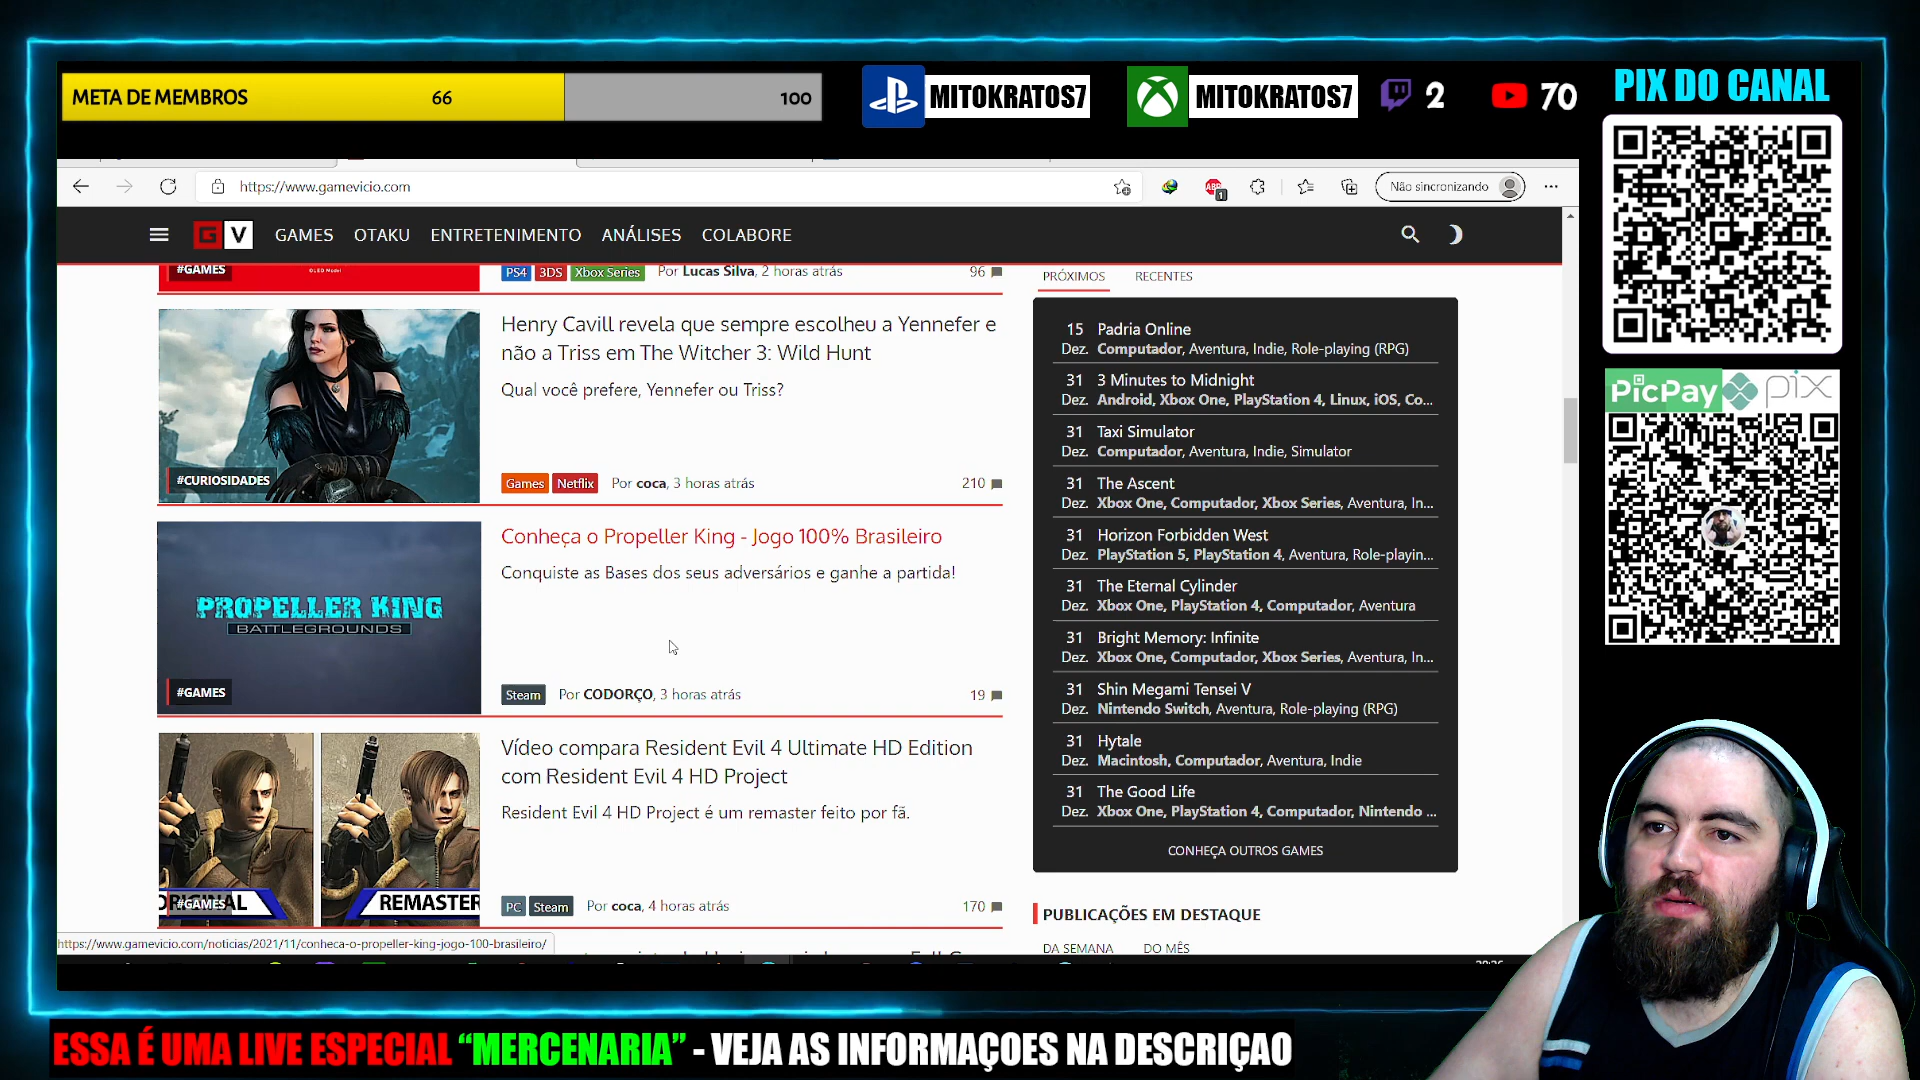 META DE MEMBROS 66 100
MITOKRATOS7
MITOKRATOS7
2
70
PIX DO CANAL
https://www.gamevicio.com
ABP
1
Não sincronizando
G V
GAMES OTAKU ENTRETENIMENTO ANÁLISES COLABORE
#GAMES
OLED Model
PS4 3DS Xbox Series Por Lucas Silva, 2 horas atrás 96
Henry Cavill revela que sempre escolheu a Yennefer e
não a Triss em The Witcher 3: Wild Hunt
Qual você prefere, Yennefer ou Triss?
#CURIOSIDADES
Games Netflix Por coca, 3 horas atrás 210
Conheça o Propeller King - Jogo 100% Brasileiro
Conquiste as Bases dos seus adversários e ganhe a partida!
PROPELLER KING
BATTLEGROUNDS
#GAMES
Steam Por CODORÇO, 3 horas atrás 19
Vídeo compara Resident Evil 4 Ultimate HD Edition
com Resident Evil 4 HD Project
Resident Evil 4 HD Project é um remaster feito por fã.
#GAMES
REMASTER
PC Steam Por coca, 4 horas atrás 170
https://www.gamevicio.com/noticias/2021/11/conheca-o-propeller-king-jogo-100-brasileiro/
PRÓXIMOS RECENTES
15 Padria Online
Dez. Computador, Aventura, Indie, Role-playing (RPG)
31 3 Minutes to Midnight
Dez. Android, Xbox One, PlayStation 4, Linux, iOS, Co...
31 Taxi Simulator
Dez. Computador, Aventura, Indie, Simulator
31 The Ascent
Dez. Xbox One, Computador, Xbox Series, Aventura, In...
31 Horizon Forbidden West
Dez. PlayStation 5, PlayStation 4, Aventura, Role-playin...
31 The Eternal Cylinder
Dez. Xbox One, PlayStation 4, Computador, Aventura
31 Bright Memory: Infinite
Dez. Xbox One, Computador, Xbox Series, Aventura, In...
31 Shin Megami Tensei V
Dez. Nintendo Switch, Aventura, Role-playing (RPG)
31 Hytale
Dez. Macintosh, Computador, Aventura, Indie
31 The Good Life
Dez. Xbox One, PlayStation 4, Computador, Nintendo ...
CONHEÇA OUTROS GAMES
PUBLICAÇÕES EM DESTAQUE
DA SEMANA DO MÊS
PicPay pix
ESSA É UMA LIVE ESPECIAL “MERCENARIA” - VEJA AS INFORMAÇOES NA DESCRIÇAO